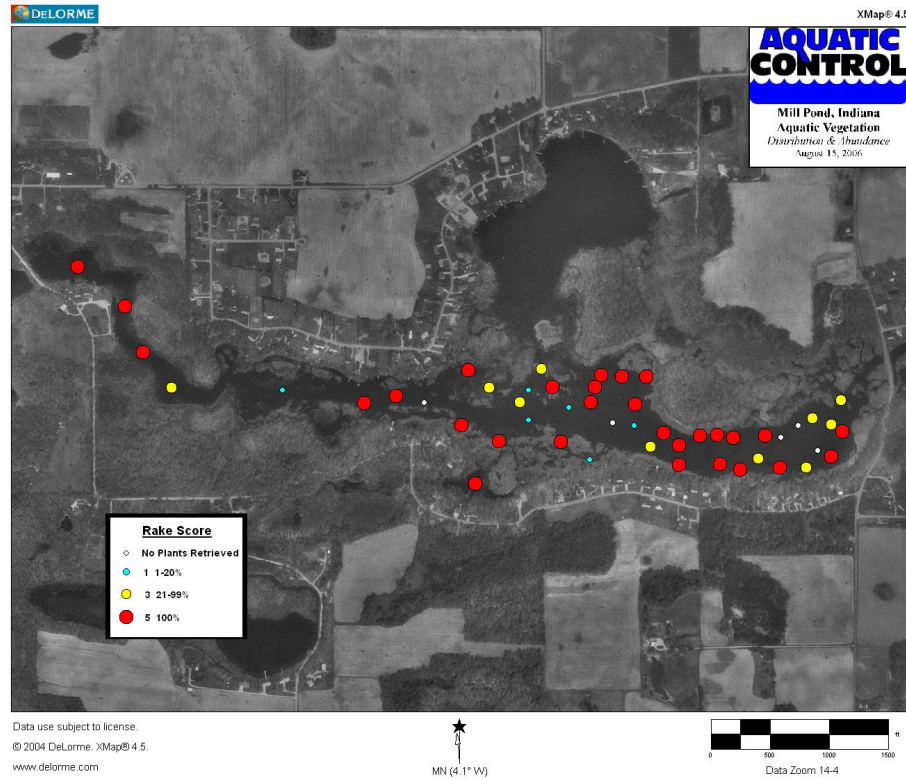 DELORME
XMap® 4.5
AQUATIC
CONTROL
Mill Pond, Indiana
Aquatic Vegetation
Distribution & Abundance
August 15, 2006
Rake Score
No Plants Retrieved
1 1-20%
3 21-99%
5 100%
Data use subject to license.
© 2004 DeLorme. XMap® 4.5.
www.delorme.com
MN (4.1° W)
ft
0 500 1000 1500
Data Zoom 14-4